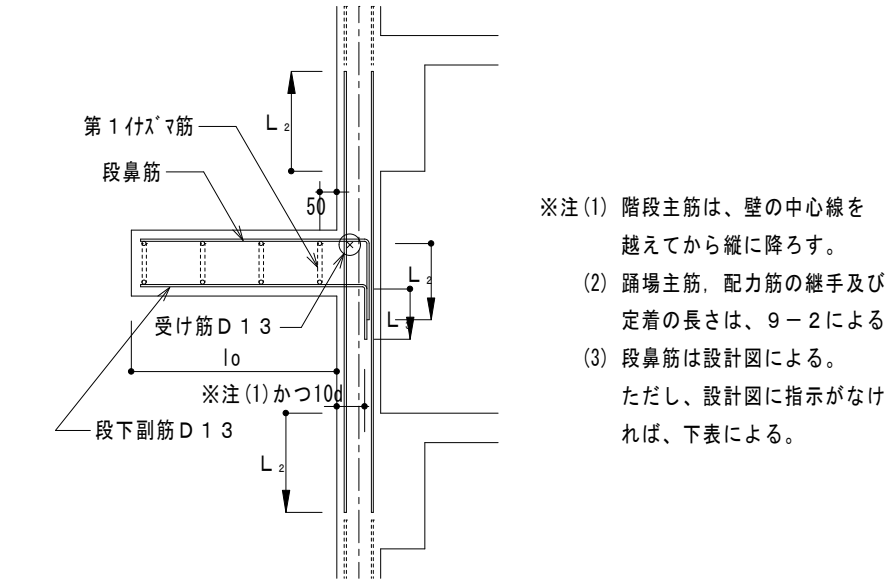 第1イナズマ筋
L2
段鼻筋
50
L2
L
受け筋D13
lo
※注(1)かつ10d
段下副筋D13
L2
※注(1) 階段主筋は、壁の中心線を
越えてから縦に降ろす。
(2) 踊場主筋, 配力筋の継手及び
定着の長さは、9－2による
(3) 段鼻筋は設計図による。
ただし、設計図に指示がなけ
れば、下表による。